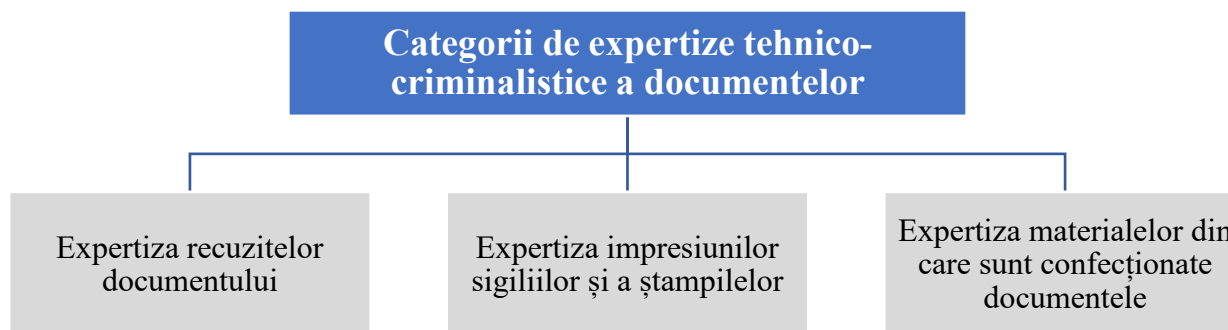 Categorii de expertize tehnico-
criminalistice a documentelor
Expertiza recuzitelor
documentului
Expertiza impresiunilor
sigiliilor și a ștampilelor
Expertiza materialelor din
care sunt confecționate
documentele